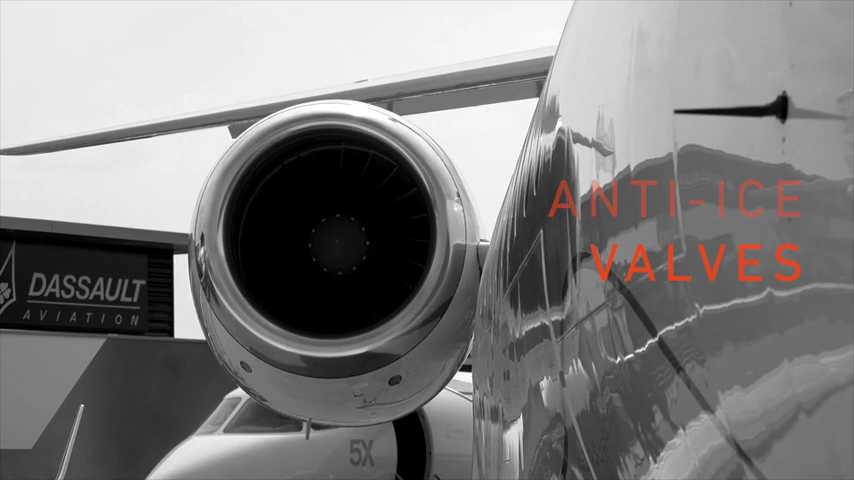 ANTI-ICE
VALVES
DASSAULT
AVIATION
5X